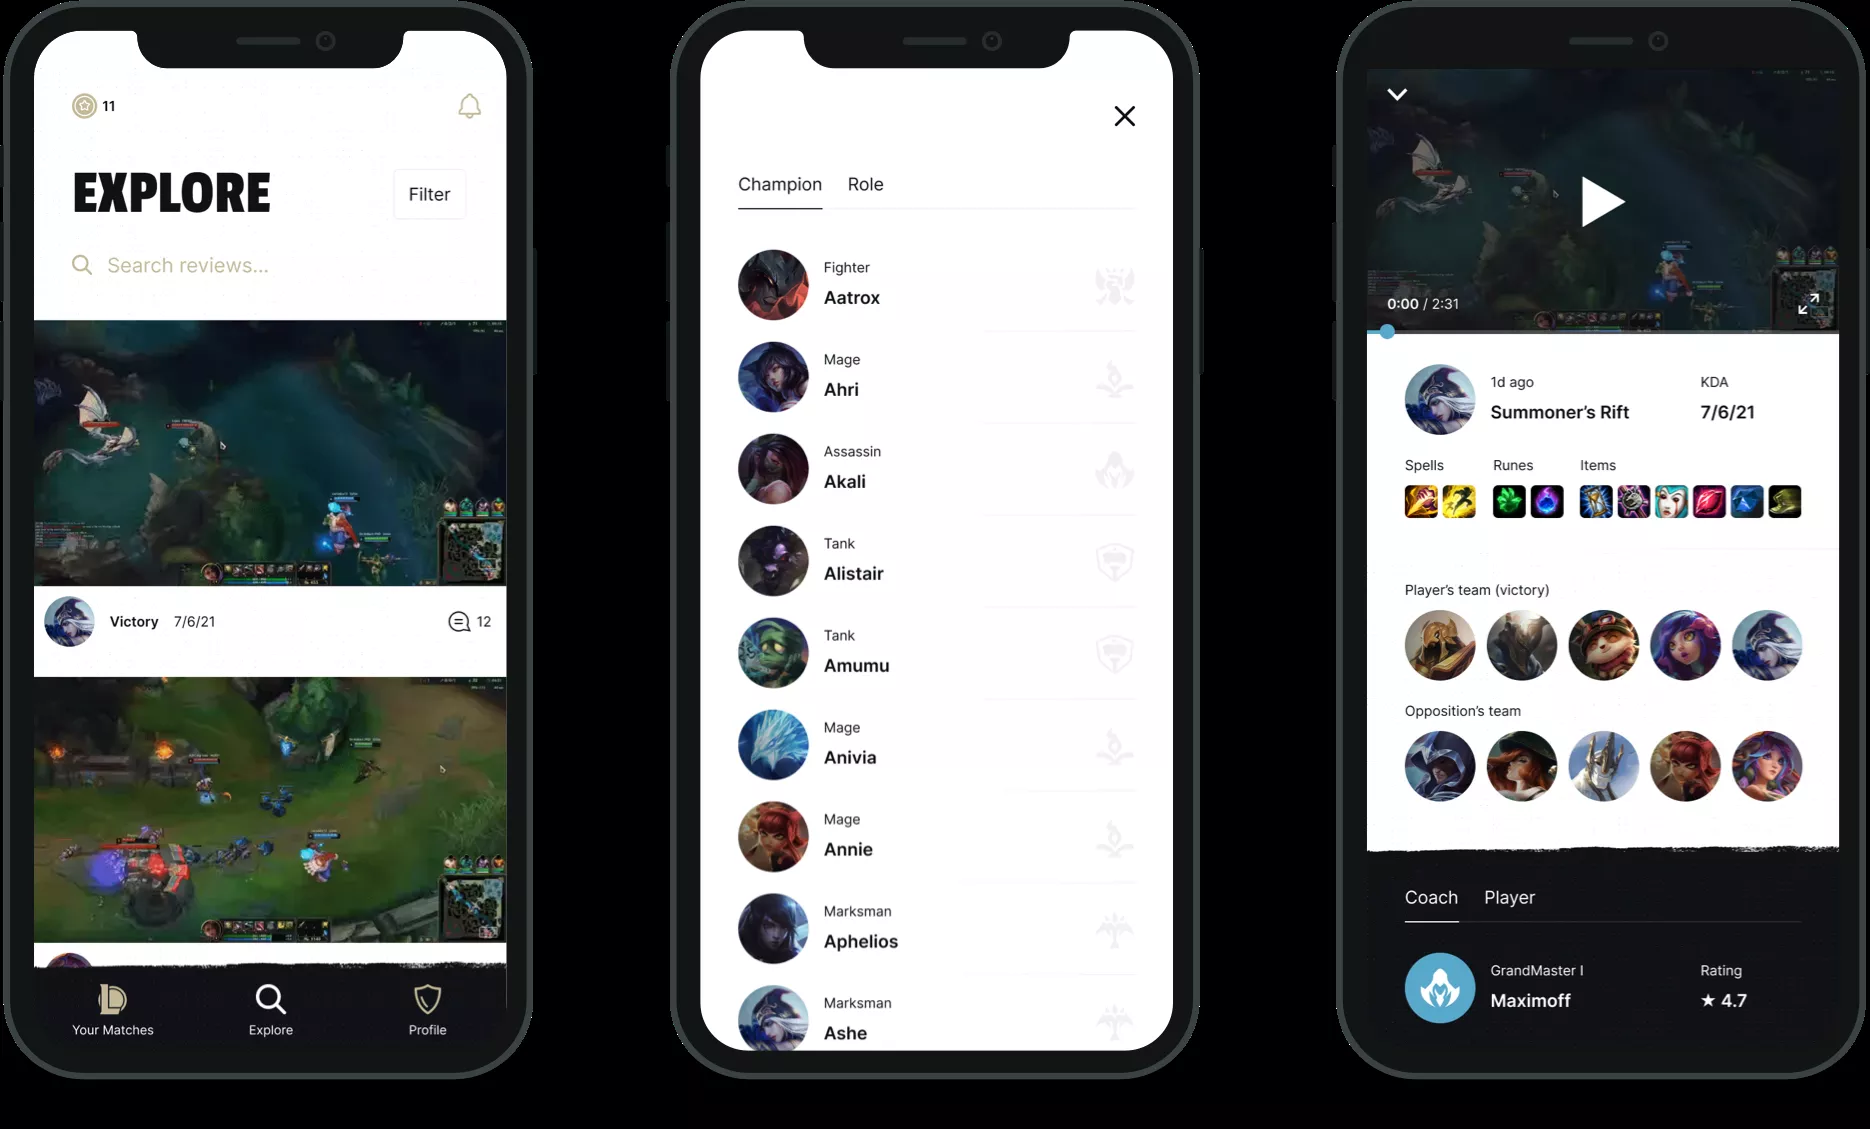 11
EXPLORE
Filter
Search reviews...
Victory 7/6/21
12
Your Matches
Explore
Profile
Champion Role
Fighter
Aatrox
Mage
Ahri
Assassin
Akali
Tank
Alistair
Tank
Amumu
Mage
Anivia
Mage
Annie
Marksman
Aphelios
Marksman
Ashe
0:00 / 2:31
1d ago
Summoner’s Rift
KDA
7/6/21
Spells
Runes
Items
Player’s team (victory)
Opposition’s team
Coach Player
GrandMaster I
Maximoff
Rating
★ 4.7